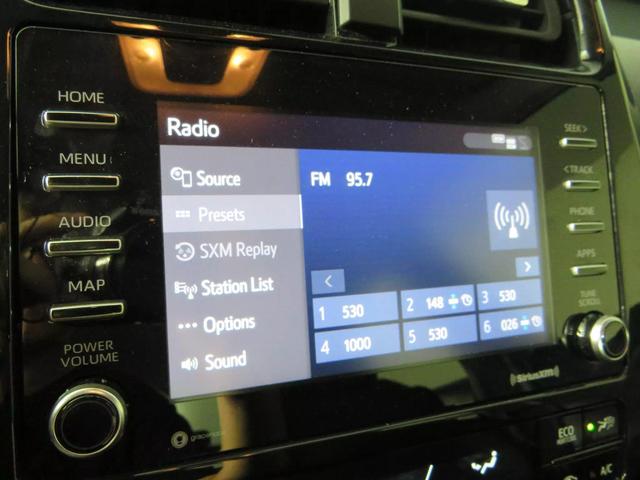 HOME
MENU
AUDIO
MAP
POWER
VOLUME
Radio
Source
Presets
SXM Replay
Station List
Options
Sound
FM 95.7
<
>
1 530
2 148
3 530
4 1000
5 530
6 026
SEEK >
< TRACK
PHONE
APPS
TUNE
SCROLL
((SiriusXM))
gracenote
ECO
A/C